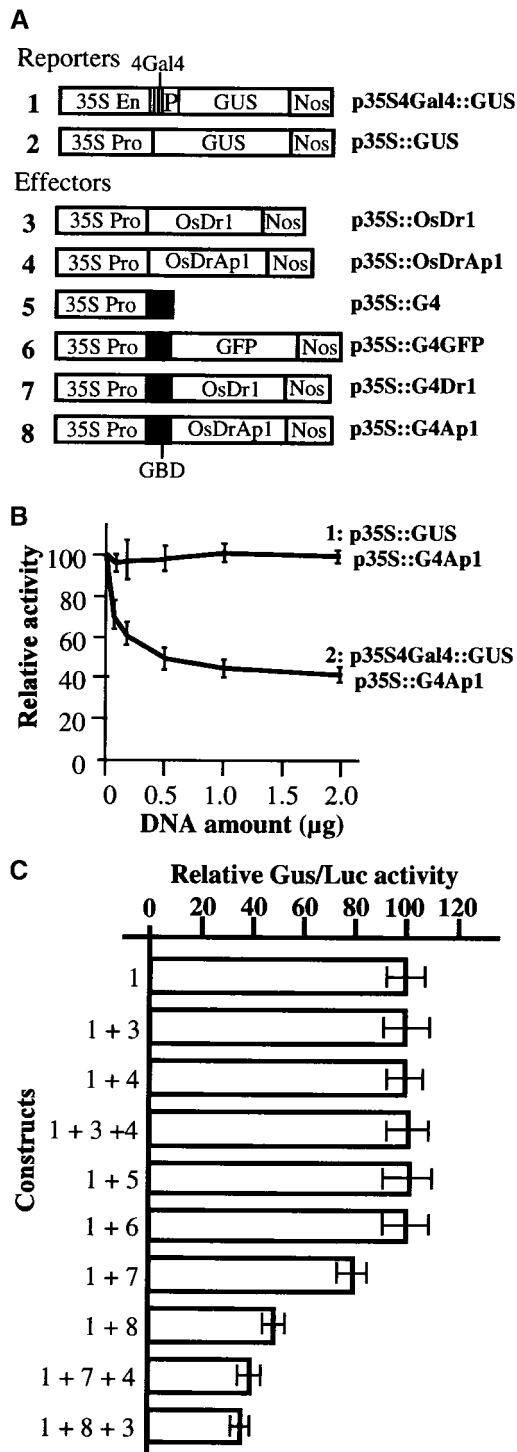 A
Reporters
4Gal4
1 35S En P GUS Nos p35S4Gal4::GUS
2 35S Pro GUS Nos p35S::GUS
Effectors
3 35S Pro OsDr1 Nos p35S::OsDr1
4 35S Pro OsDrAp1 Nos p35S::OsDrAp1
5 35S Pro p35S::G4
6 35S Pro GFP Nos p35S::G4GFP
7 35S Pro OsDr1 Nos p35S::G4Dr1
8 35S Pro OsDrAp1 Nos p35S::G4Ap1
GBD
B
Relative activity
100
80
60
40
20
0
1: p35S::GUS
p35S::G4Ap1
2: p35S4Gal4::GUS
p35S::G4Ap1
0 0.5 1.0 1.5 2.0
DNA amount (μg)
C
Relative Gus/Luc activity
0 20 40 60 80 100 120
Constructs
1
1 + 3
1 + 4
1 + 3 +4
1 + 5
1 + 6
1 + 7
1 + 8
1 + 7 + 4
1 + 8 + 3